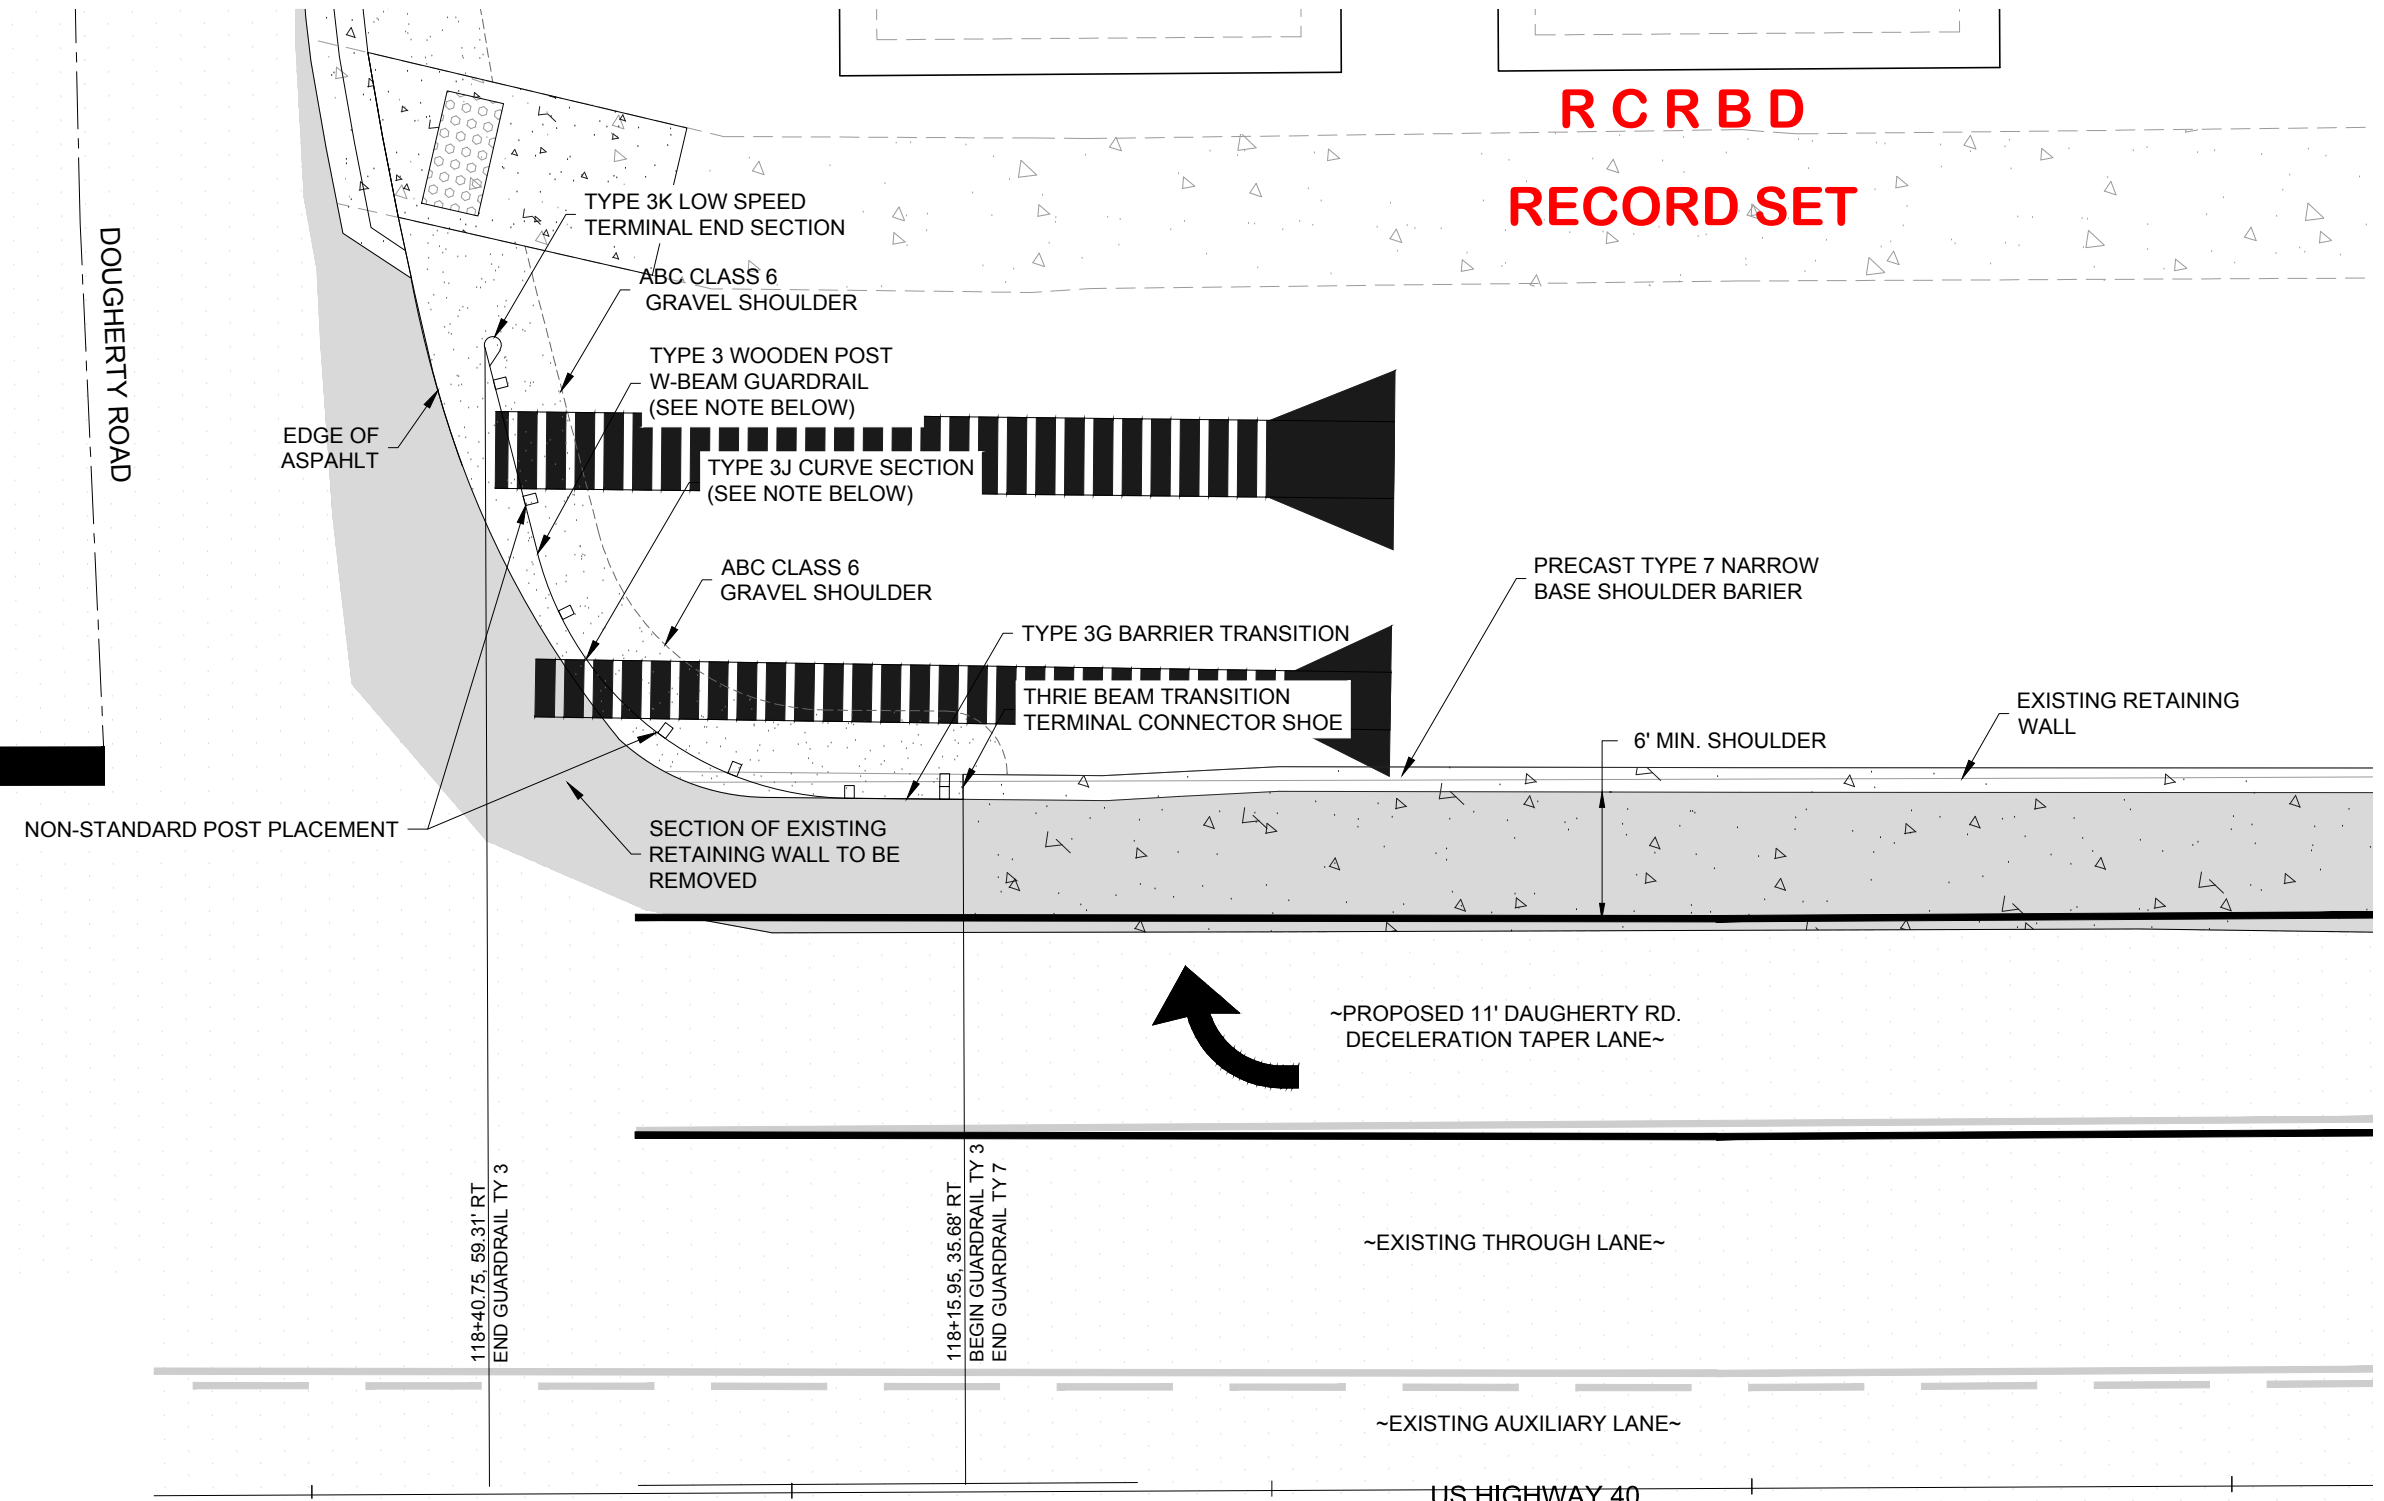 R C R B D
RECORD SET
DOUGHERTY ROAD
TYPE 3K LOW SPEED
TERMINAL END SECTION
ABC CLASS 6
GRAVEL SHOULDER
TYPE 3 WOODEN POST
W-BEAM GUARDRAIL
(SEE NOTE BELOW)
EDGE OF
ASPAHLT
TYPE 3J CURVE SECTION
(SEE NOTE BELOW)
ABC CLASS 6
GRAVEL SHOULDER
PRECAST TYPE 7 NARROW
BASE SHOULDER BARIER
TYPE 3G BARRIER TRANSITION
THRIE BEAM TRANSITION
TERMINAL CONNECTOR SHOE
EXISTING RETAINING
WALL
6' MIN. SHOULDER
NON-STANDARD POST PLACEMENT
SECTION OF EXISTING
RETAINING WALL TO BE
REMOVED
~PROPOSED 11' DAUGHERTY RD.
DECELERATION TAPER LANE~
118+40.75, 59.31' RT
END GUARDRAIL TY 3
118+15.95, 35.68' RT
BEGIN GUARDRAIL TY 3
END GUARDRAIL TY 7
~EXISTING THROUGH LANE~
~EXISTING AUXILIARY LANE~
US HIGHWAY 40